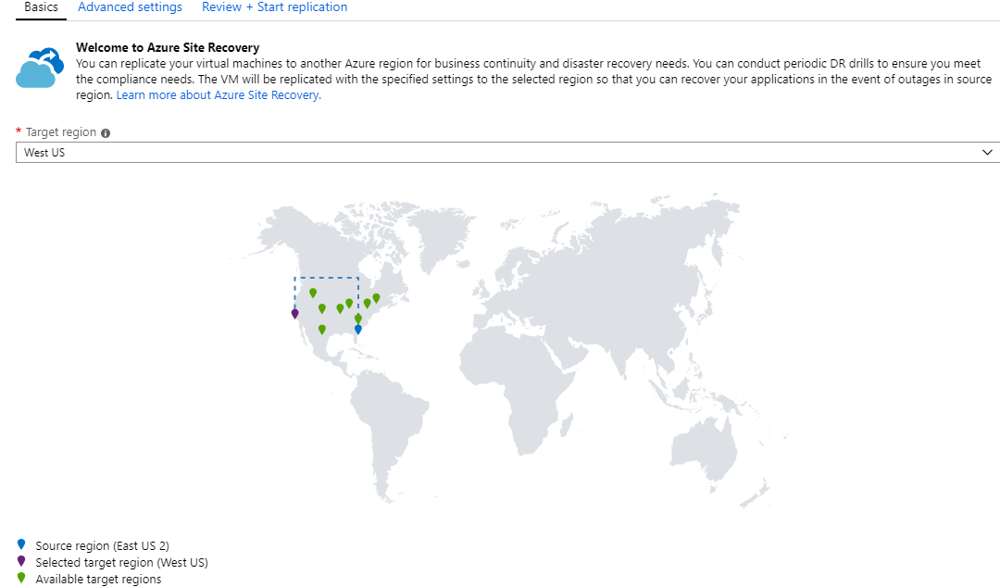 Basics Advanced settings Review + Start replication
Welcome to Azure Site Recovery
You can replicate your virtual machines to another Azure region for business continuity and disaster recovery needs. You can conduct periodic DR drills to ensure you meet
the compliance needs. The VM will be replicated with the specified settings to the selected region so that you can recover your applications in the event of outages in source
region. Learn more about Azure Site Recovery.
* Target region
West US
Source region (East US 2)
Selected target region (West US)
Available target regions